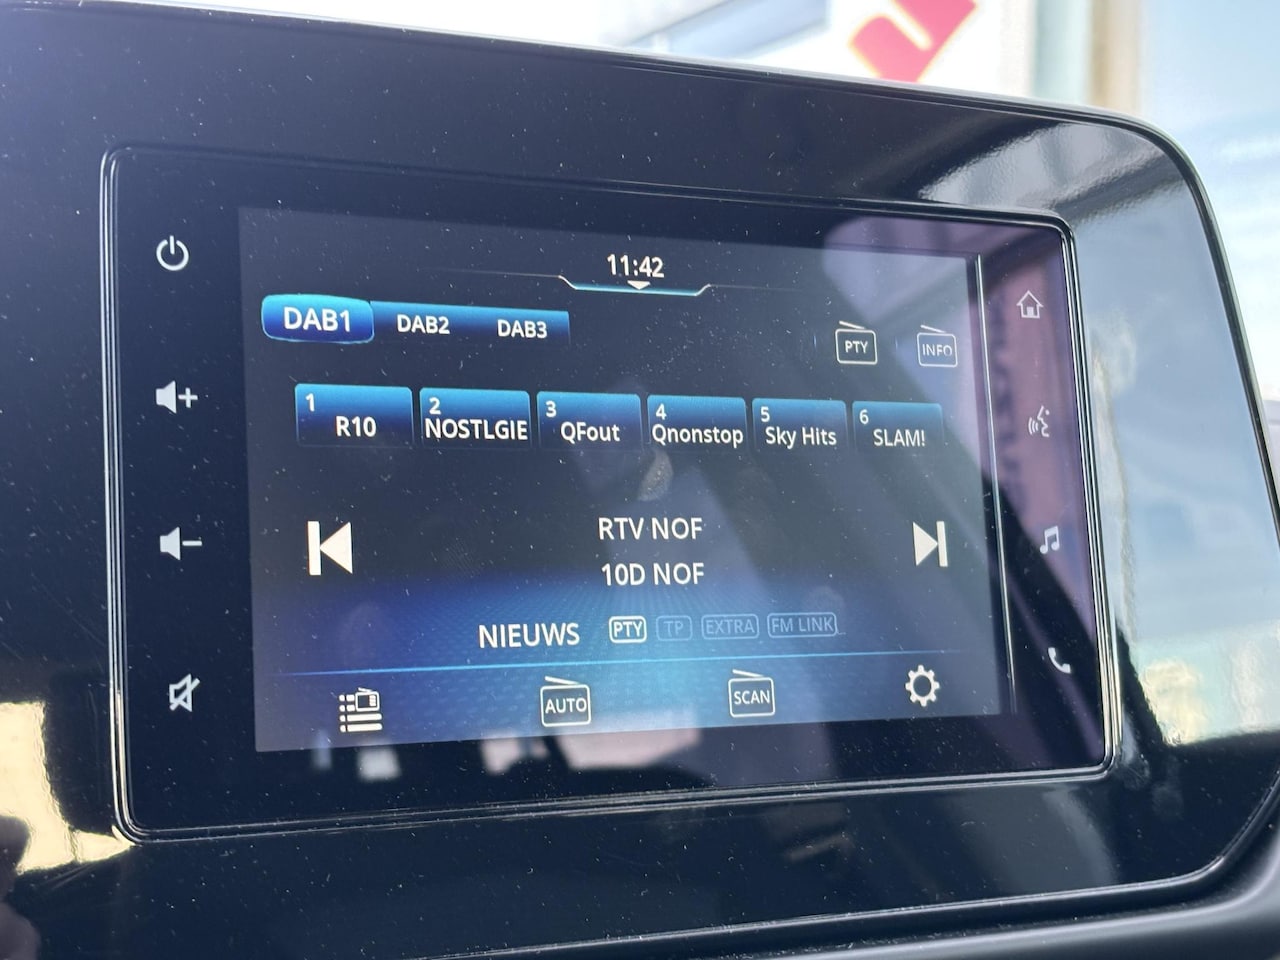 11:42
DAB1 DAB2 DAB3
PTY INFO
1 R10
2 NOSTLGIE
3 QFout
4 Qnonstop
5 Sky Hits
6 SLAM!
RTV NOF
10D NOF
NIEUWS PTY TP EXTRA FM LINK
AUTO SCAN